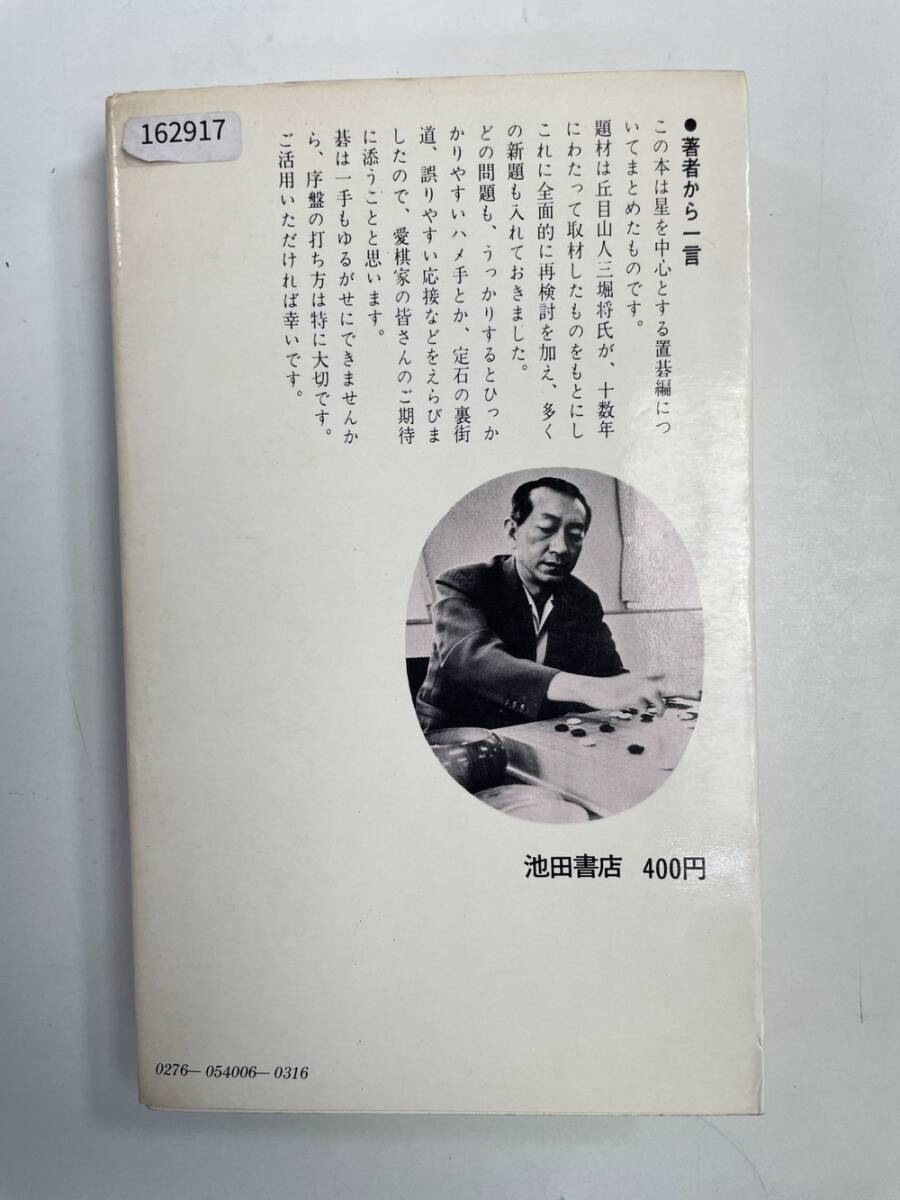 162917
●著者から一言
この本は星を中心とする置碁編につ
いてまとめたものです。
題材は丘目山人三堀将氏が、十数年
にわたって取材したものをもとにし
これに全面的に再検討を加え、多く
の新題も入れておきました。
どの問題も、うっかりするとひっか
かりやすいハメ手とか、定石の裏街
道、誤りやすい応接などをえらびま
したので、愛棋家の皆さんのご期待
に添うことと思います。
碁は一手もゆるがせにできませんか
ら、序盤の打ち方は特に大切です。
ご活用いただければ幸いです。
池田書店 400円
0276—054006—0316